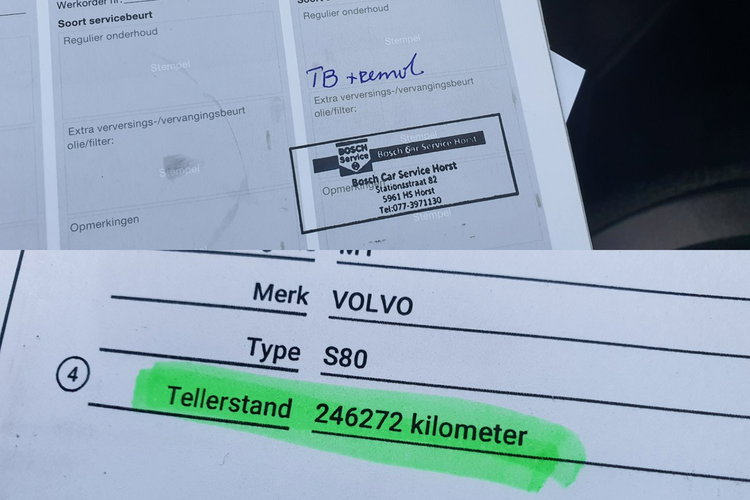 Werkorder nr.:
Soort servicebeurt
Regulier onderhoud
Stempel
Extra verversings-/vervangingsbeurt
olie/filter:
Stempel
Opmerkingen
Regulier onderhoud
Stempel
TB + remol
Extra verversings-/vervangingsbeurt
olie/filter:
Stempel
BOSCH
Service
Bosch Car Service Horst
Bosch Car Service Horst
Opmerkingen
Stationsstraat 82
5961 HS Horst
Tel:077-3971130
Stempel
Merk VOLVO
Type S80
4
Tellerstand 246272 kilometer